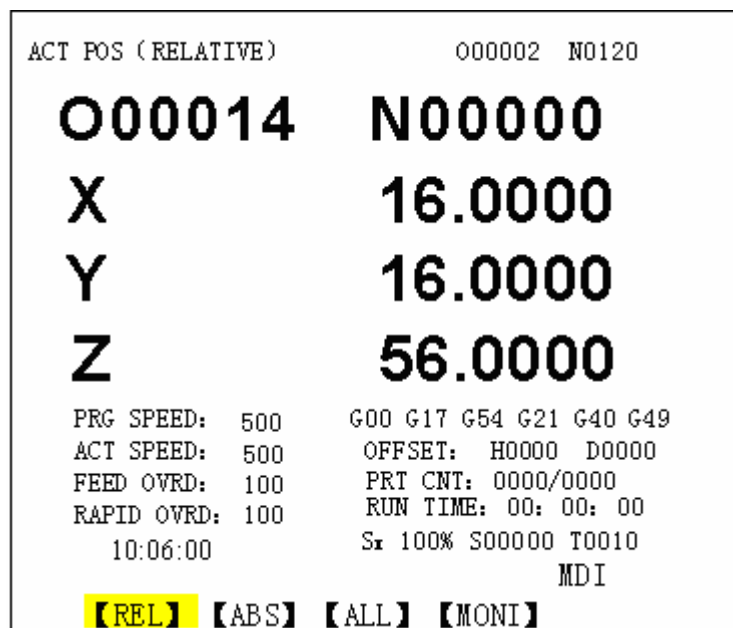 ACT POS（RELATIVE） O00002 N0120
O00014 N00000
X 16.0000
Y 16.0000
Z 56.0000
PRG SPEED: 500 G00 G17 G54 G21 G40 G49
ACT SPEED: 500 OFFSET: H0000 D0000
FEED OVRD: 100 PRT CNT: 0000/0000
RAPID OVRD: 100 RUN TIME: 00: 00: 00
10:06:00 Sɪ 100% S00000 T0010
MDI
【REL】 【ABS】 【ALL】 【MONI】